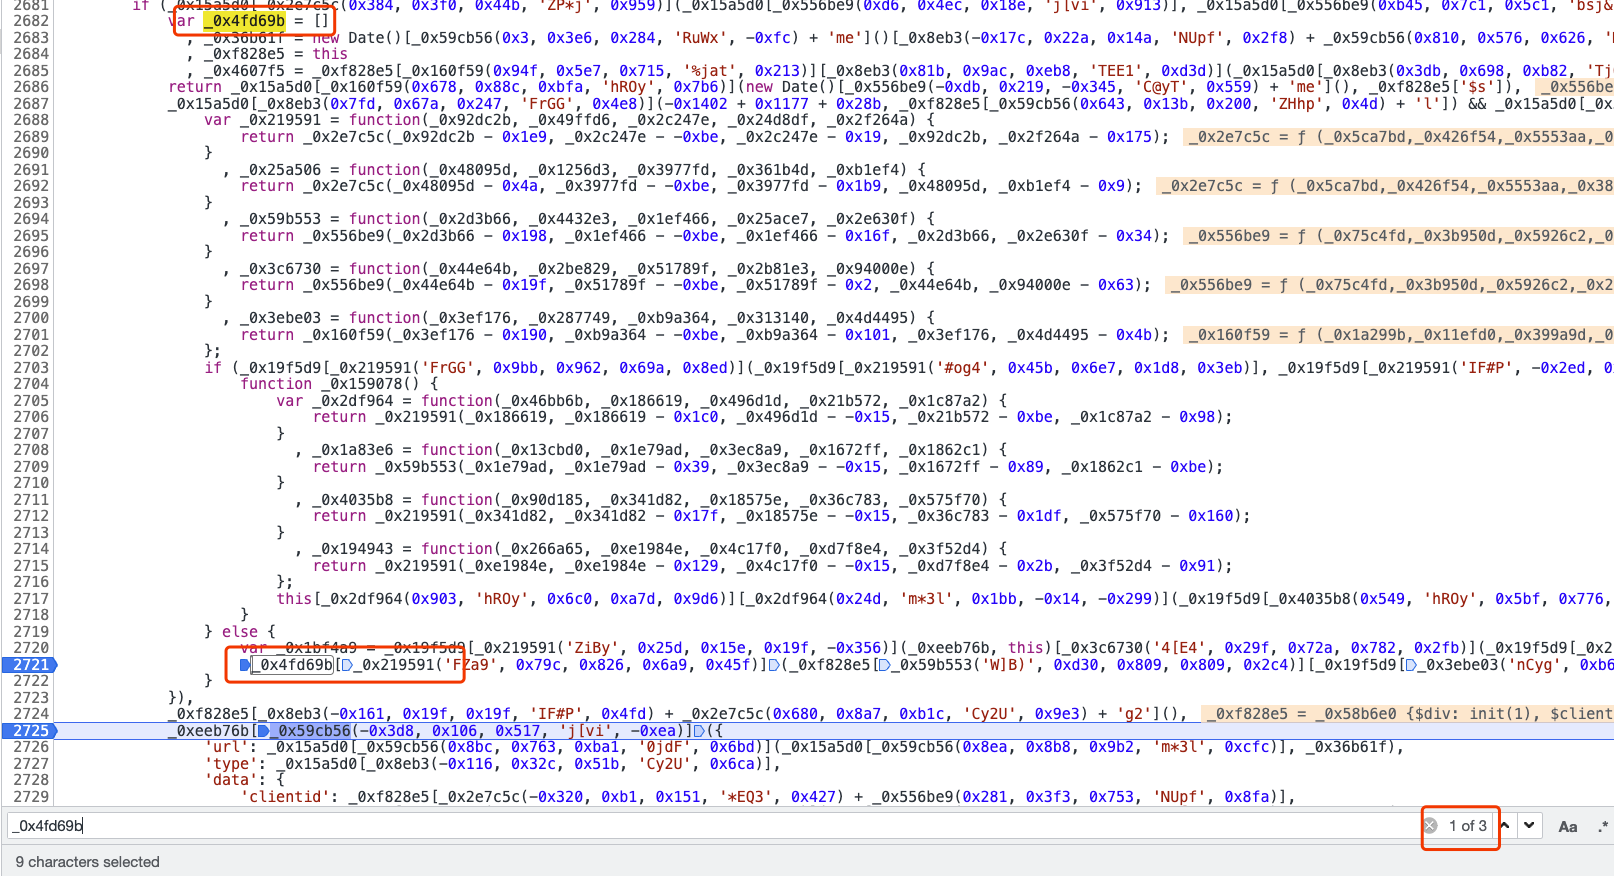 2681 if (_0x15a5d0[_0x2e7c5c(0x384, 0x3f0, 0x44b, 'ZP*j', 0x959)](_0x15a5d0[_0x556be9(0xd6, 0x4ec, 0x18e, 'j[vi', 0x913)], _0x15a5d0[_0x556be9(0xb45, 0x7c1, 0x5c1, 'bsj&
2682 var _0x4fd69b = []
2683 , _0x36b61f = new Date()[_0x59cb56(0x3, 0x3e6, 0x284, 'RuWx', -0xfc) + 'me']()[_0x8eb3(-0x17c, 0x22a, 0x14a, 'NUpf', 0x2f8) + _0x59cb56(0x810, 0x576, 0x626, '
2684 , _0xf828e5 = this
2685 , _0x4607f5 = _0xf828e5[_0x160f59(0x94f, 0x5e7, 0x715, '%jat', 0x213)][_0x8eb3(0x81b, 0x9ac, 0xeb8, 'TEE1', 0xd3d)](_0x15a5d0[_0x8eb3(0x3db, 0x698, 0xb82, 'Tj
2686 return _0x15a5d0[_0x160f59(0x678, 0x88c, 0xbfa, 'hROy', 0x7b6)](new Date()[_0x556be9(-0xdb, 0x219, -0x345, 'C@yT', 0x559) + 'me'](), _0xf828e5['$s']), _0x556be
2687 _0x15a5d0[_0x8eb3(0x7fd, 0x67a, 0x247, 'FrGG', 0x4e8)](-0x1402 + 0x1177 + 0x28b, _0xf828e5[_0x59cb56(0x643, 0x13b, 0x200, 'ZHhp', 0x4d) + 'l']) && _0x15a5d0[_0x
2688 var _0x219591 = function(_0x92dc2b, _0x49ffd6, _0x2c247e, _0x24d8df, _0x2f264a) {
2689 return _0x2e7c5c(_0x92dc2b - 0x1e9, _0x2c247e - -0xbe, _0x2c247e - 0x19, _0x92dc2b, _0x2f264a - 0x175); _0x2e7c5c = ƒ (_0x5ca7bd,_0x426f54,_0x5553aa,_0x
2690 }
2691 , _0x25a506 = function(_0x48095d, _0x1256d3, _0x3977fd, _0x361b4d, _0xb1ef4) {
2692 return _0x2e7c5c(_0x48095d - 0x4a, _0x3977fd - -0xbe, _0x3977fd - 0x1b9, _0x48095d, _0xb1ef4 - 0x9); _0x2e7c5c = ƒ (_0x5ca7bd,_0x426f54,_0x5553aa,_0x38
2693 }
2694 , _0x59b553 = function(_0x2d3b66, _0x4432e3, _0x1ef466, _0x25ace7, _0x2e630f) {
2695 return _0x556be9(_0x2d3b66 - 0x198, _0x1ef466 - -0xbe, _0x1ef466 - 0x16f, _0x2d3b66, _0x2e630f - 0x34); _0x556be9 = ƒ (_0x75c4fd,_0x3b950d,_0x5926c2,_0
2696 }
2697 , _0x3c6730 = function(_0x44e64b, _0x2be829, _0x51789f, _0x2b81e3, _0x94000e) {
2698 return _0x556be9(_0x44e64b - 0x19f, _0x51789f - -0xbe, _0x51789f - 0x2, _0x44e64b, _0x94000e - 0x63); _0x556be9 = ƒ (_0x75c4fd,_0x3b950d,_0x5926c2,_0x2
2699 }
2700 , _0x3ebe03 = function(_0x3ef176, _0x287749, _0xb9a364, _0x313140, _0x4d4495) {
2701 return _0x160f59(_0x3ef176 - 0x190, _0xb9a364 - -0xbe, _0xb9a364 - 0x101, _0x3ef176, _0x4d4495 - 0x4b); _0x160f59 = ƒ (_0x1a299b,_0x11efd0,_0x399a9d,_0
2702 };
2703 if (_0x19f5d9[_0x219591('FrGG', 0x9bb, 0x962, 0x69a, 0x8ed)](_0x19f5d9[_0x219591('#og4', 0x45b, 0x6e7, 0x1d8, 0x3eb)], _0x19f5d9[_0x219591('IF#P', -0x2ed, 0
2704 function _0x159078() {
2705 var _0x2df964 = function(_0x46bb6b, _0x186619, _0x496d1d, _0x21b572, _0x1c87a2) {
2706 return _0x219591(_0x186619, _0x186619 - 0x1c0, _0x496d1d - -0x15, _0x21b572 - 0xbe, _0x1c87a2 - 0x98);
2707 }
2708 , _0x1a83e6 = function(_0x13cbd0, _0x1e79ad, _0x3ec8a9, _0x1672ff, _0x1862c1) {
2709 return _0x59b553(_0x1e79ad, _0x1e79ad - 0x39, _0x3ec8a9 - -0x15, _0x1672ff - 0x89, _0x1862c1 - 0xbe);
2710 }
2711 , _0x4035b8 = function(_0x90d185, _0x341d82, _0x18575e, _0x36c783, _0x575f70) {
2712 return _0x219591(_0x341d82, _0x341d82 - 0x17f, _0x18575e - -0x15, _0x36c783 - 0x1df, _0x575f70 - 0x160);
2713 }
2714 , _0x194943 = function(_0x266a65, _0xe1984e, _0x4c17f0, _0xd7f8e4, _0x3f52d4) {
2715 return _0x219591(_0xe1984e, _0xe1984e - 0x129, _0x4c17f0 - -0x15, _0xd7f8e4 - 0x2b, _0x3f52d4 - 0x91);
2716 };
2717 this[_0x2df964(0x903, 'hROy', 0x6c0, 0xa7d, 0x9d6)][_0x2df964(0x24d, 'm*3l', 0x1bb, -0x14, -0x299)](_0x19f5d9[_0x4035b8(0x549, 'hROy', 0x5bf, 0x776,
2718 }
2719 } else {
2720 var _0x1bf4a9 = _0x19f5d9[_0x219591('ZiBy', 0x25d, 0x15e, 0x19f, -0x356)](_0xeeb76b, this)[_0x3c6730('4[E4', 0x29f, 0x72a, 0x782, 0x2fb)](_0x19f5d9[_0x2
2721 _0x4fd69b[_0x219591('FZa9', 0x79c, 0x826, 0x6a9, 0x45f)](_0xf828e5[_0x59b553('W]B)', 0xd30, 0x809, 0x809, 0x2c4)][_0x19f5d9[_0x3ebe03('nCyg', 0xb6
2722 }
2723 }),
2724 _0xf828e5[_0x8eb3(-0x161, 0x19f, 0x19f, 'IF#P', 0x4fd) + _0x2e7c5c(0x680, 0x8a7, 0xb1c, 'Cy2U', 0x9e3) + 'g2'](), _0xf828e5 = _0x58b6e0 {$div: init(1), $client
2725 _0xeeb76b[_0x59cb56(-0x3d8, 0x106, 0x517, 'j[vi', -0xea)]({
2726 'url': _0x15a5d0[_0x59cb56(0x8bc, 0x763, 0xba1, '0jdF', 0x6bd)](_0x15a5d0[_0x59cb56(0x8ea, 0x8b8, 0x9b2, 'm*3l', 0xcfc)], _0x36b61f),
2727 'type': _0x15a5d0[_0x8eb3(-0x116, 0x32c, 0x51b, 'Cy2U', 0x6ca)],
2728 'data': {
2729 'clientid': _0xf828e5[_0x2e7c5c(-0x320, 0xb1, 0x151, '*EQ3', 0x427) + _0x556be9(0x281, 0x3f3, 0x753, 'NUpf', 0x8fa)],
_0x4fd69b 1 of 3 Aa .*
9 characters selected